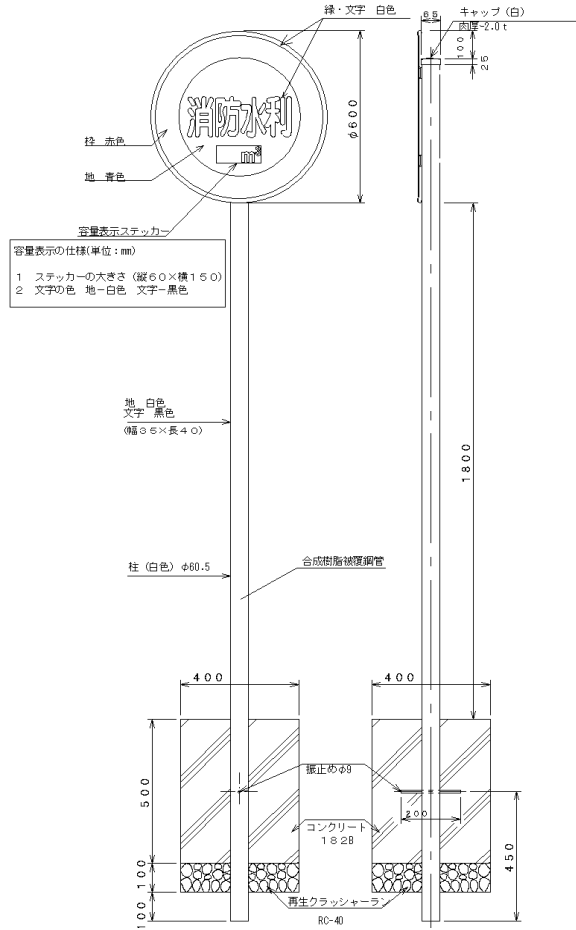 縁・文字 白色
65
キャップ (白)
肉厚-2.0t
100
25
消防水利
m³
φ600
枠 赤色
地 青色
容量表示ステッカー
容量表示の仕様(単位:mm)
1 ステッカーの大きさ (縦60×横150)
2 文字の色 地-白色 文字-黒色
地 白色
文字 黒色
(幅35×長40)
1800
柱 (白色) φ60.5
合成樹脂被覆鋼管
400
400
振止めφ9
500
200
コンクリート
182B
450
100
再生クラッシャーラン
RC-40
100